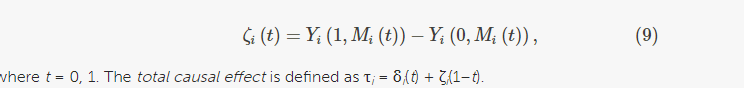 ζᵢ (t) = Yᵢ (1, Mᵢ (t)) − Yᵢ (0, Mᵢ (t)) , (9)
where t = 0, 1. The total causal effect is defined as τᵢ = δᵢ(t) + ζᵢ(1−t).